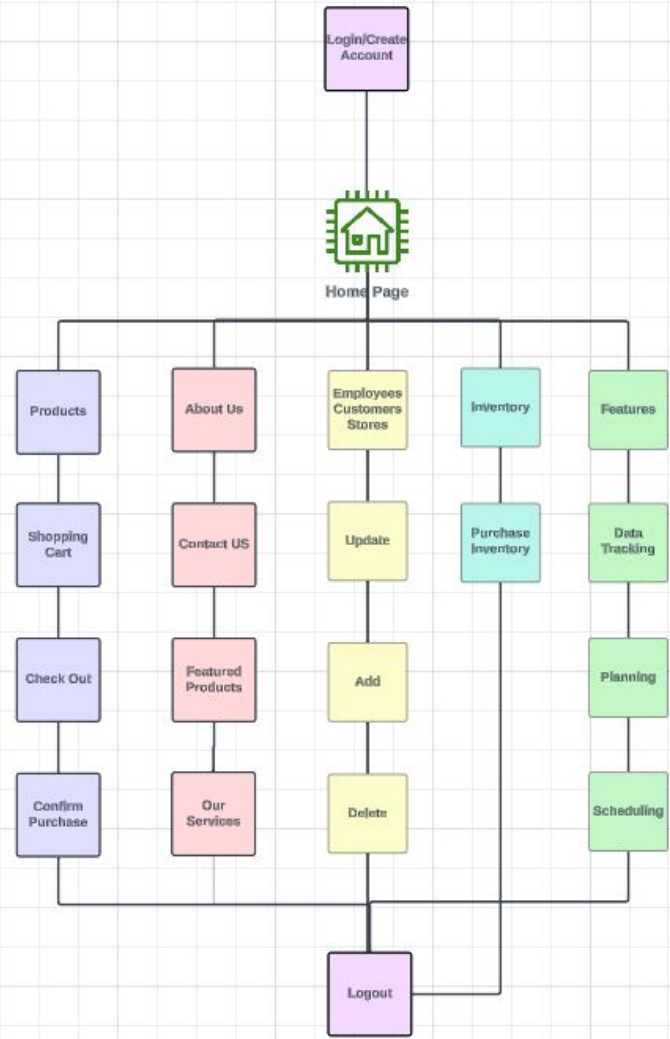 Login/Create
Account
Home Page
Products
About Us
Employees
Customers
Stores
Inventory
Features
Shopping
Cart
Contact US
Update
Purchase
Inventory
Data
Tracking
Check Out
Featured
Products
Add
Planning
Confirm
Purchase
Our
Services
Delete
Scheduling
Logout